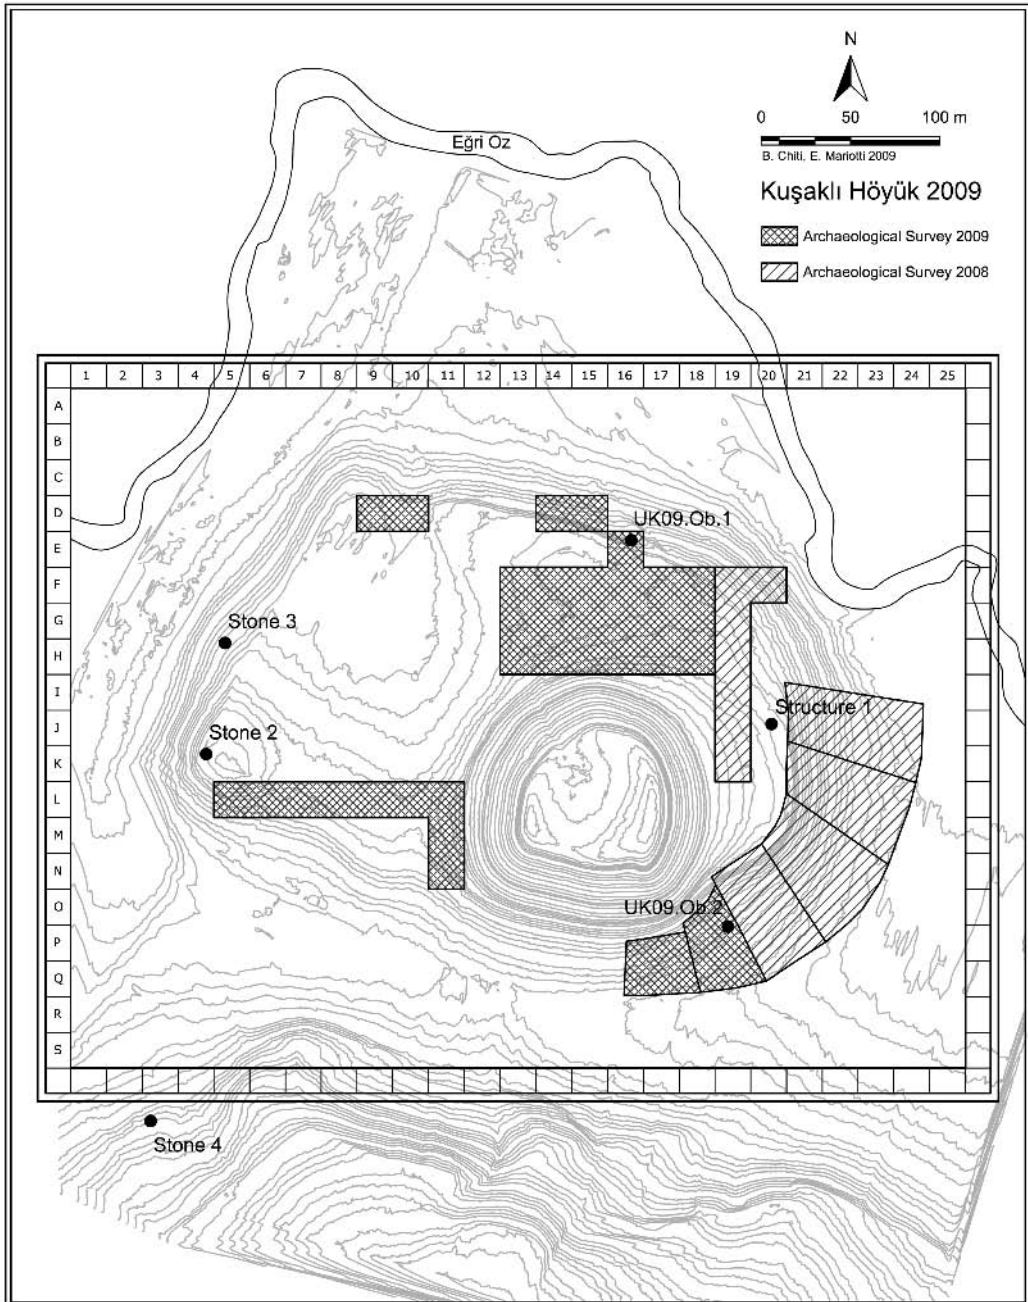 N
0 50 100 m
B. Chiti, E. Mariotti 2009
Kuşaklı Höyük 2009
Archaeological Survey 2009
Archaeological Survey 2008
Eğri Öz
1 2 3 4 5 6 7 8 9 10 11 12 13 14 15 16 17 18 19 20 21 22 23 24 25
A
B
C
D
UK09.Ob.1
E
F
G
Stone 3
H
I
Structure 1
J
Stone 2
K
L
M
N
O
UK09.Ob.2
P
Q
R
S
Stone 4